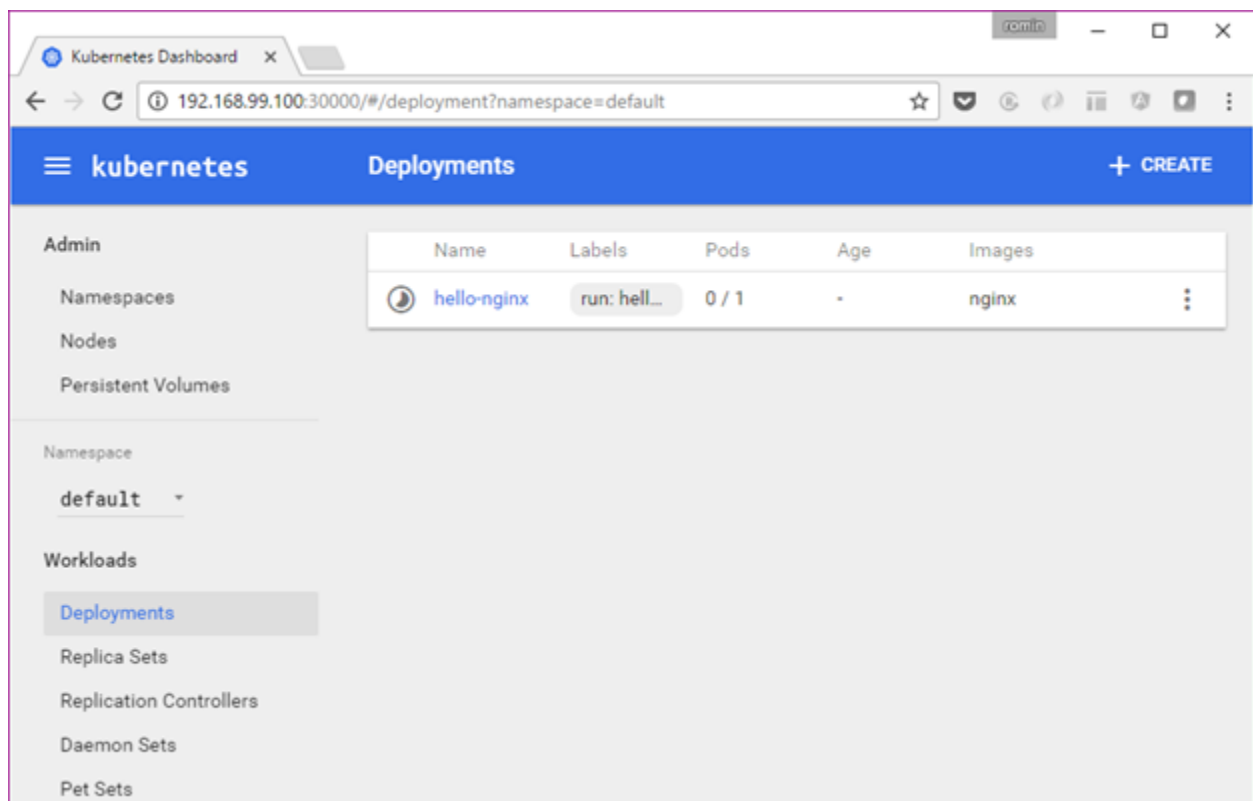 romin
Kubernetes Dashboard
192.168.99.100:30000/#/deployment?namespace=default
kubernetes
Deployments
+ CREATE
Admin
Name Labels Pods Age Images
Namespaces
hello-nginx run: hell... 0 / 1 - nginx
Nodes
Persistent Volumes
Namespace
default
Workloads
Deployments
Replica Sets
Replication Controllers
Daemon Sets
Pet Sets